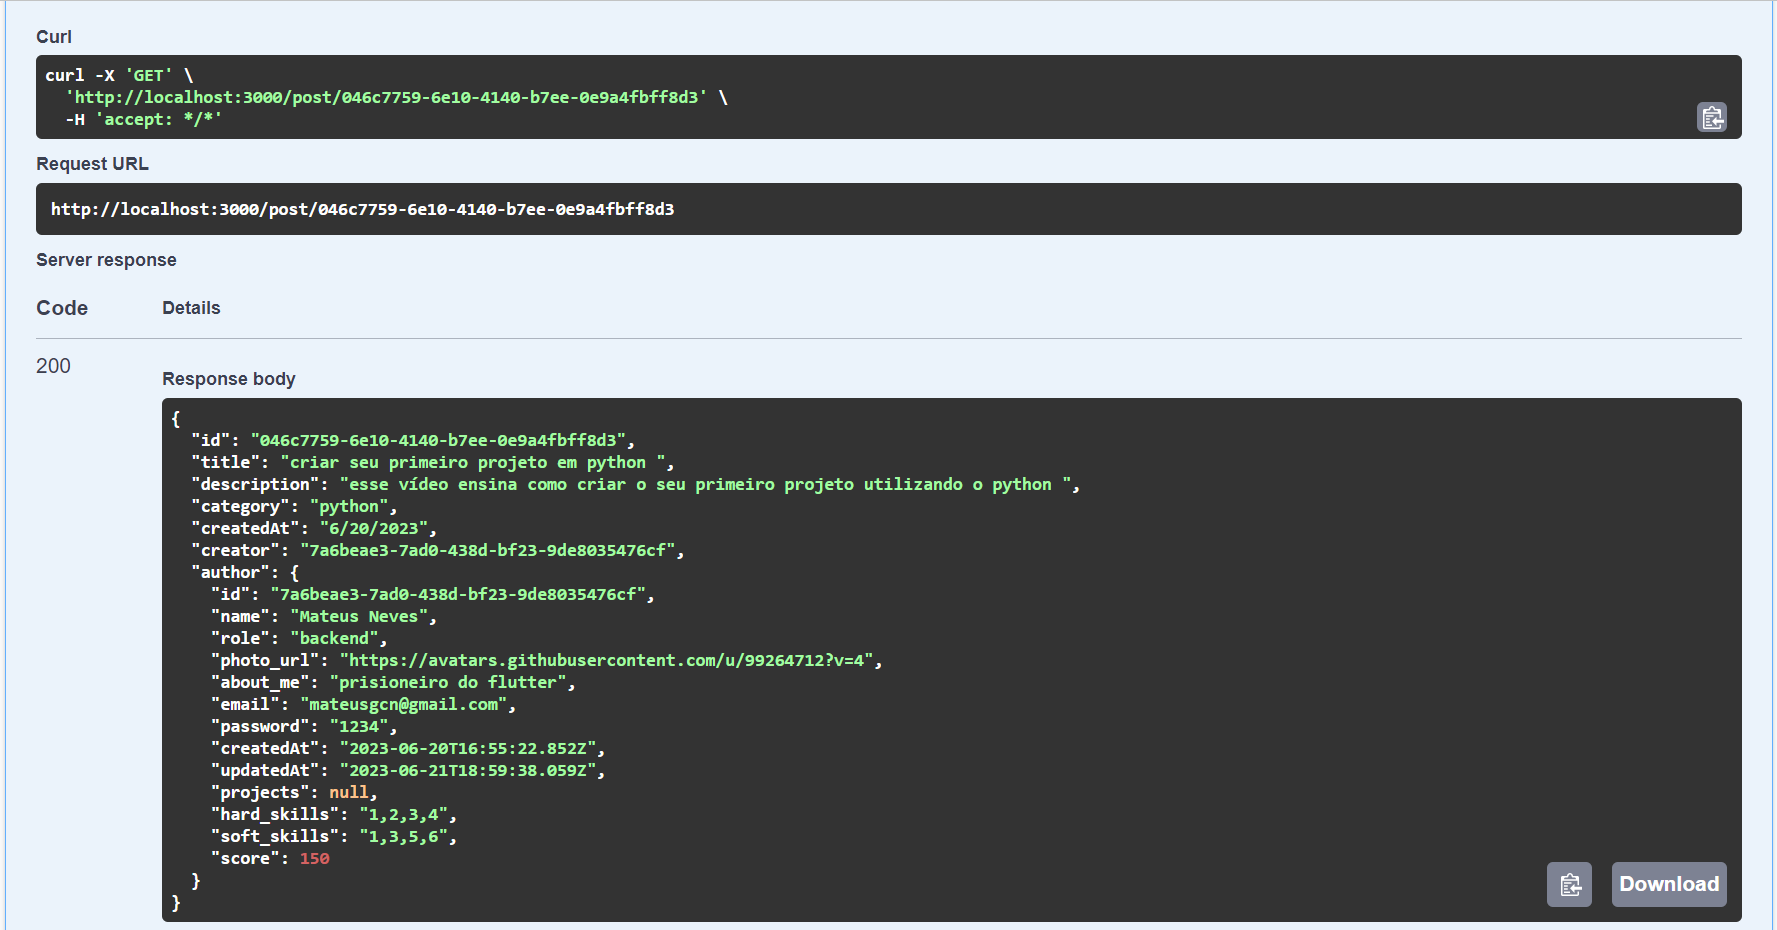 Curl
curl -X 'GET' \
  'http://localhost:3000/post/046c7759-6e10-4140-b7ee-0e9a4fbff8d3' \
  -H 'accept: */*'
Request URL
http://localhost:3000/post/046c7759-6e10-4140-b7ee-0e9a4fbff8d3
Server response
Code Details
200
Response body
{
  "id": "046c7759-6e10-4140-b7ee-0e9a4fbff8d3",
  "title": "criar seu primeiro projeto em python ",
  "description": "esse vídeo ensina como criar o seu primeiro projeto utilizando o python ",
  "category": "python",
  "createdAt": "6/20/2023",
  "creator": "7a6beae3-7ad0-438d-bf23-9de8035476cf",
  "author": {
    "id": "7a6beae3-7ad0-438d-bf23-9de8035476cf",
    "name": "Mateus Neves",
    "role": "backend",
    "photo_url": "https://avatars.githubusercontent.com/u/99264712?v=4",
    "about_me": "prisioneiro do flutter",
    "email": "mateusgcn@gmail.com",
    "password": "1234",
    "createdAt": "2023-06-20T16:55:22.852Z",
    "updatedAt": "2023-06-21T18:59:38.059Z",
    "projects": null,
    "hard_skills": "1,2,3,4",
    "soft_skills": "1,3,5,6",
    "score": 150
  }
}
Download